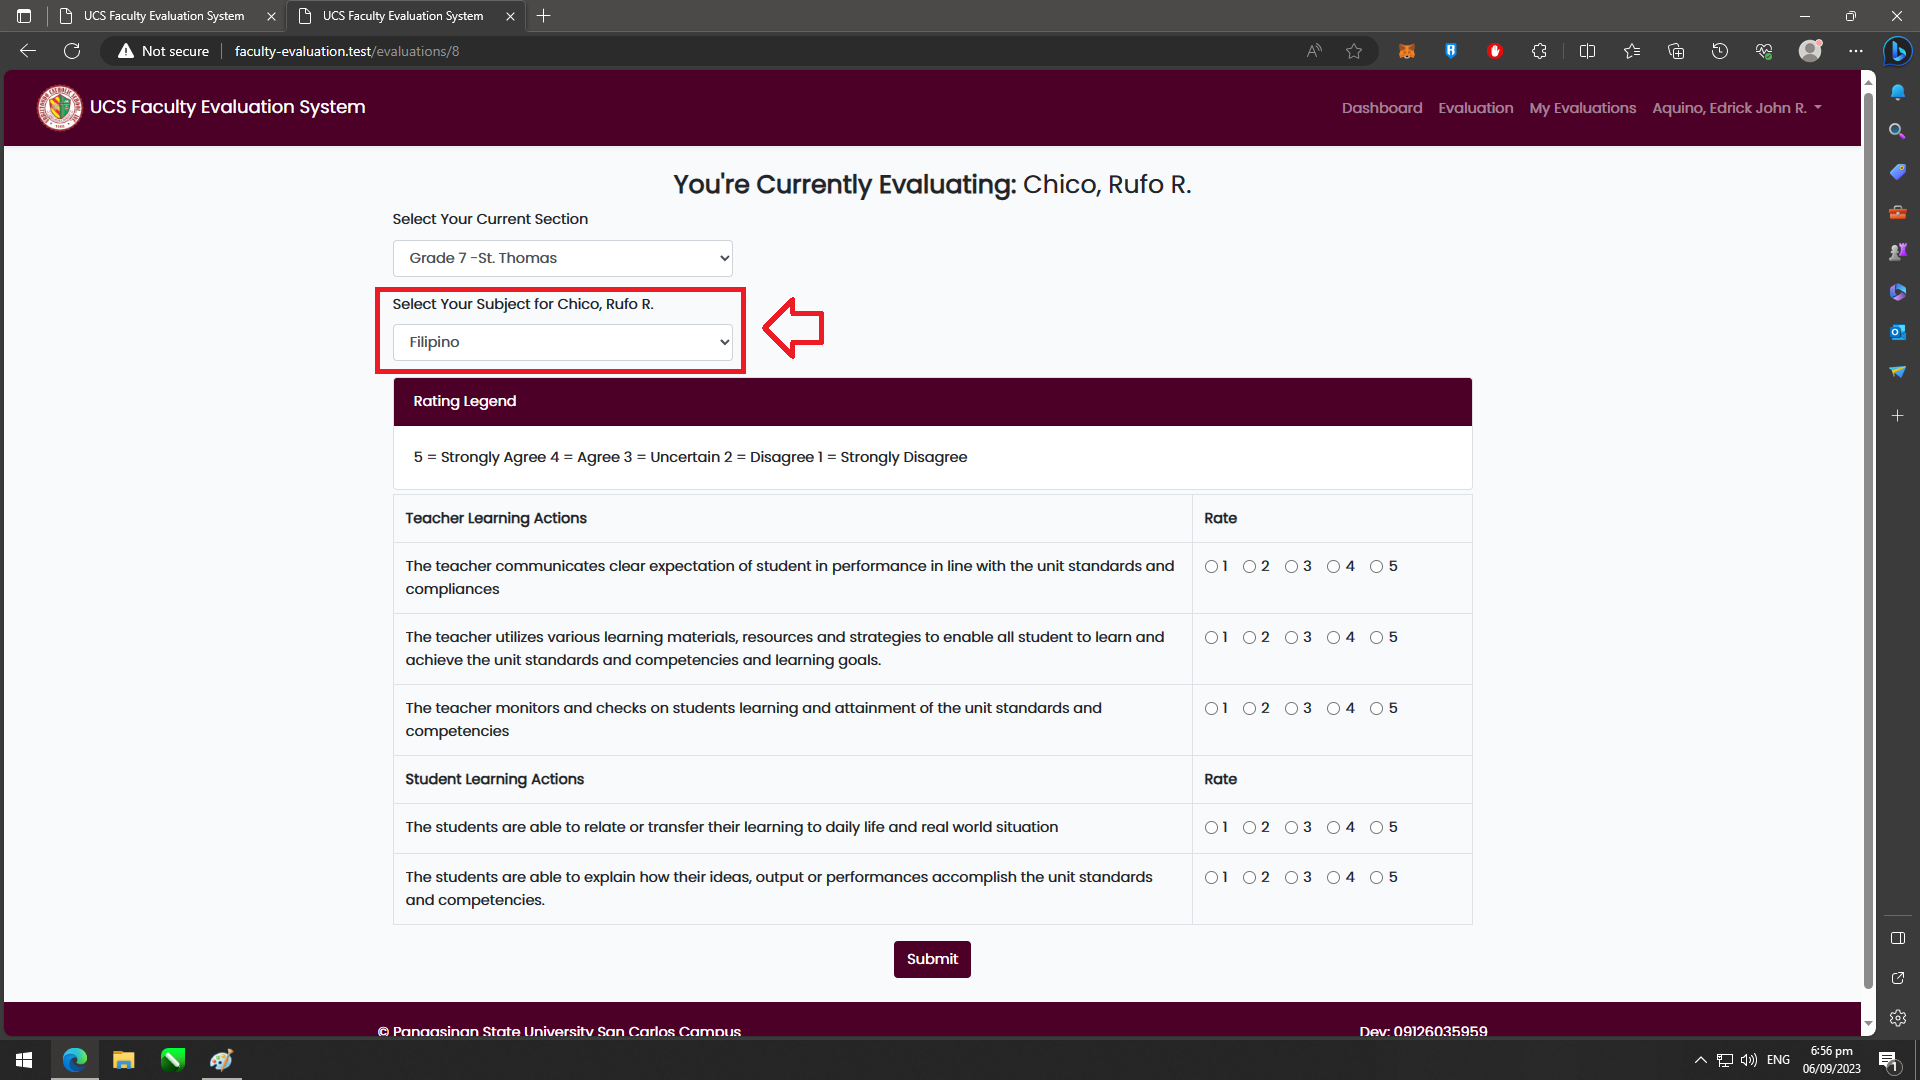 UCS Faculty Evaluation System
UCS Faculty Evaluation System
Not secure
faculty-evaluation.test/evaluations/8
UCS Faculty Evaluation System
Dashboard Evaluation My Evaluations Aquino, Edrick John R.
You're Currently Evaluating: Chico, Rufo R.
Select Your Current Section
Grade 7 -St. Thomas
Select Your Subject for Chico, Rufo R.
Filipino
Rating Legend
5 = Strongly Agree 4 = Agree 3 = Uncertain 2 = Disagree 1 = Strongly Disagree
Teacher Learning Actions Rate
The teacher communicates clear expectation of student in performance in line with the unit standards and
compliances
1 2 3 4 5
The teacher utilizes various learning materials, resources and strategies to enable all student to learn and
achieve the unit standards and competencies and learning goals.
1 2 3 4 5
The teacher monitors and checks on students learning and attainment of the unit standards and
competencies
1 2 3 4 5
Student Learning Actions Rate
The students are able to relate or transfer their learning to daily life and real world situation
1 2 3 4 5
The students are able to explain how their ideas, output or performances accomplish the unit standards
and competencies.
1 2 3 4 5
Submit
© Pangasinan State University San Carlos Campus
Dev: 09126035959
ENG
6:56 pm
06/09/2023
1